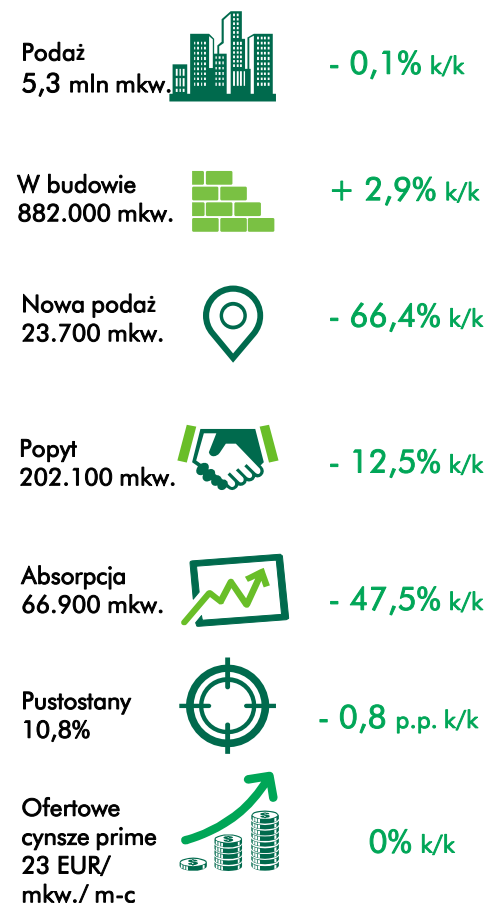 Podaż
5,3 mln mkw.
- 0,1% k/k
W budowie
882.000 mkw.
+ 2,9% k/k
Nowa podaż
23.700 mkw.
- 66,4% k/k
Popyt
202.100 mkw.
- 12,5% k/k
Absorpcja
66.900 mkw.
- 47,5% k/k
Pustostany
10,8%
- 0,8 p.p. k/k
Ofertowe
cynsze prime
23 EUR/
mkw./ m-c
$
$
$
0% k/k